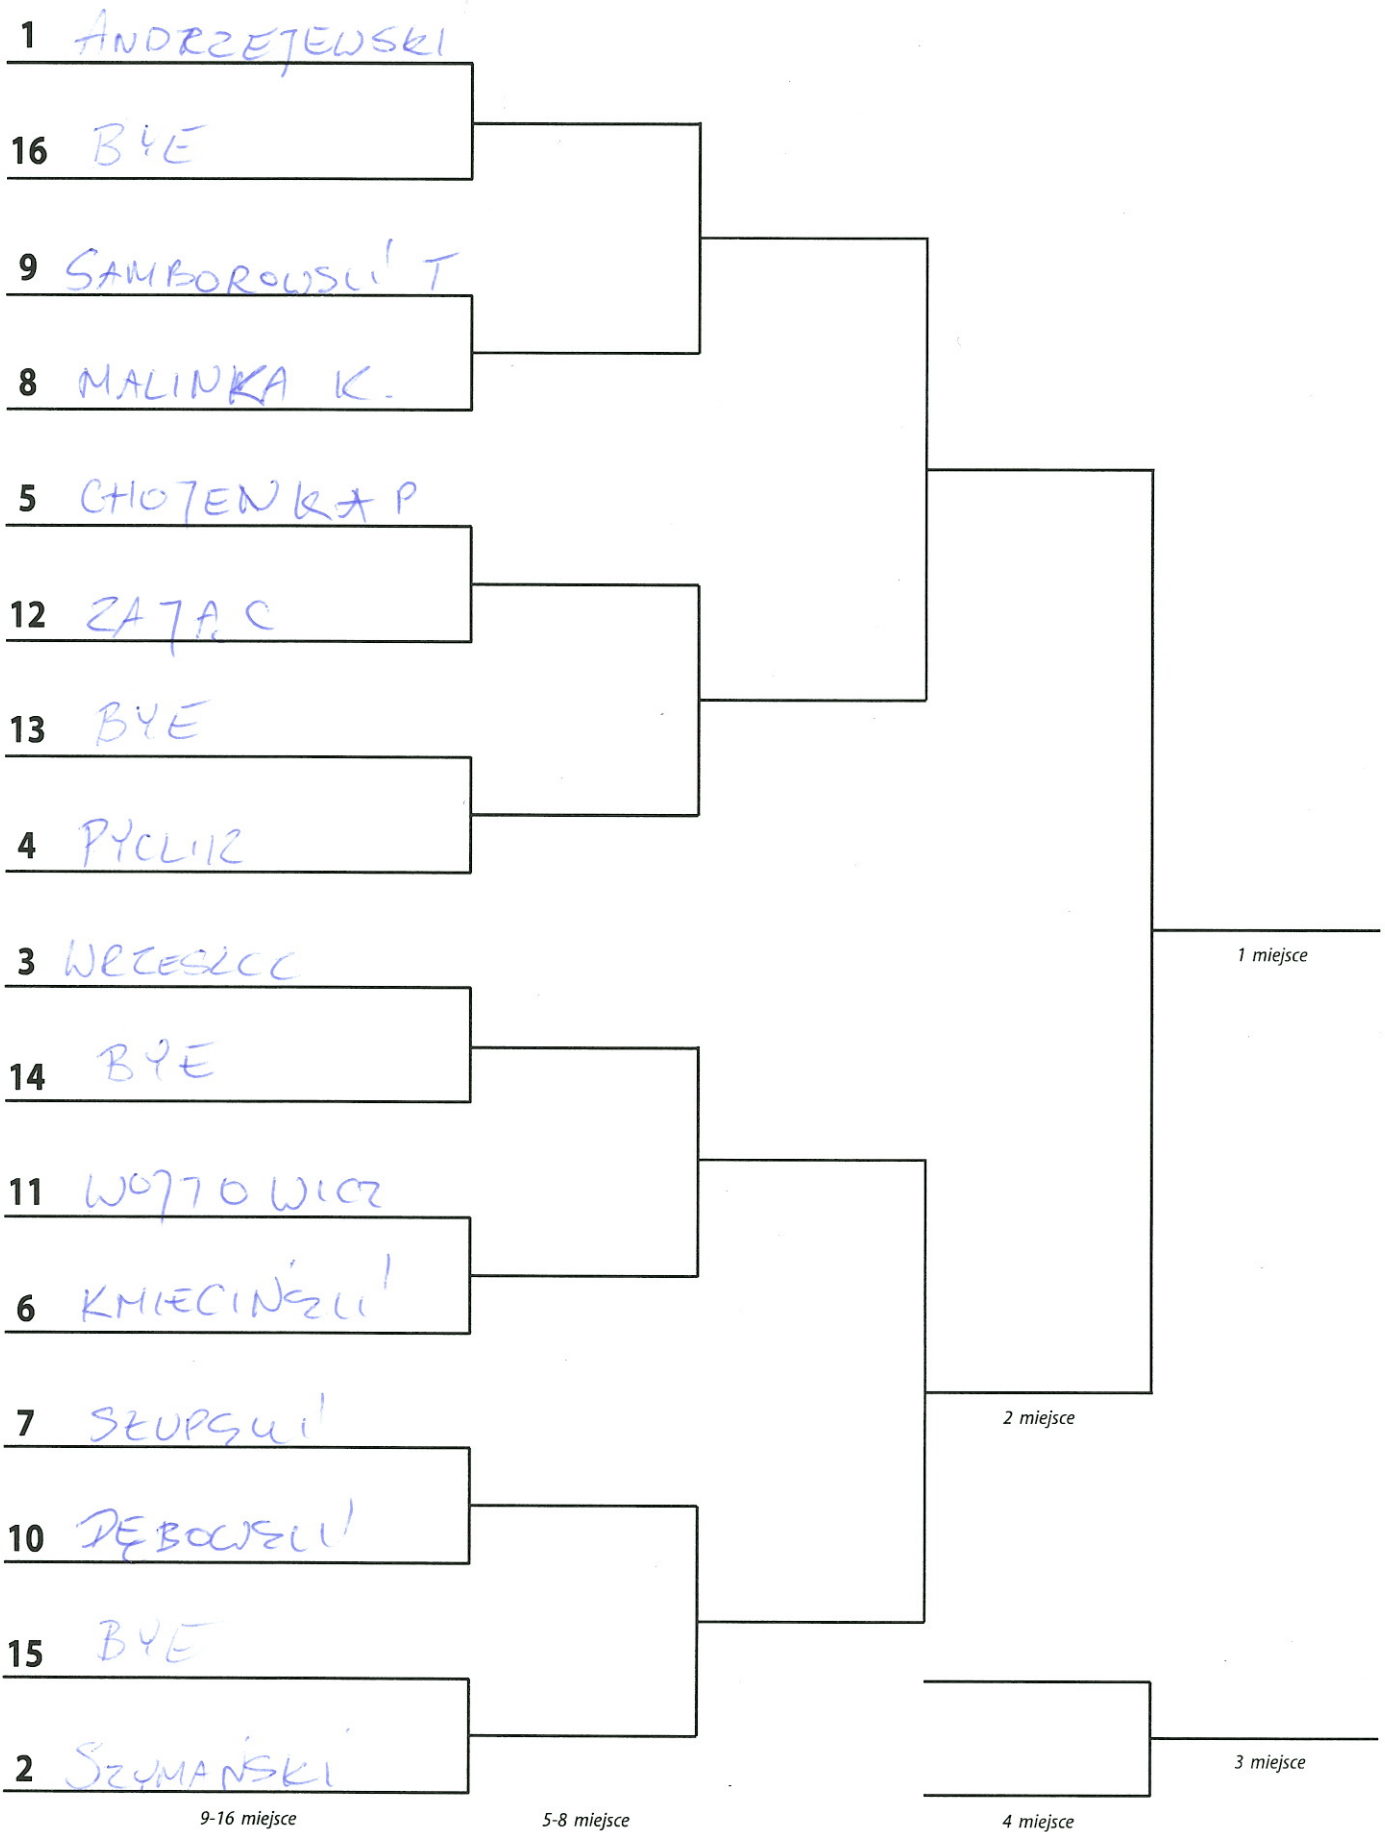 1 ANDRZEJEWSKI
16 BYE
9 SAMBOROWSKI T
8 MALINKA K.
5 CHOJENKA P
12 ZAJĄC
13 BYE
4 PYCLIK
3 WRZESZCZ
14 BYE
1 miejsce
11 WOJTOWICZ
6 KMIECIŃSKI
7 SŁUPSKI
2 miejsce
10 DĘBOWSKI
15 BYE
2 SZYMAŃSKI
3 miejsce
9-16 miejsce 5-8 miejsce 4 miejsce